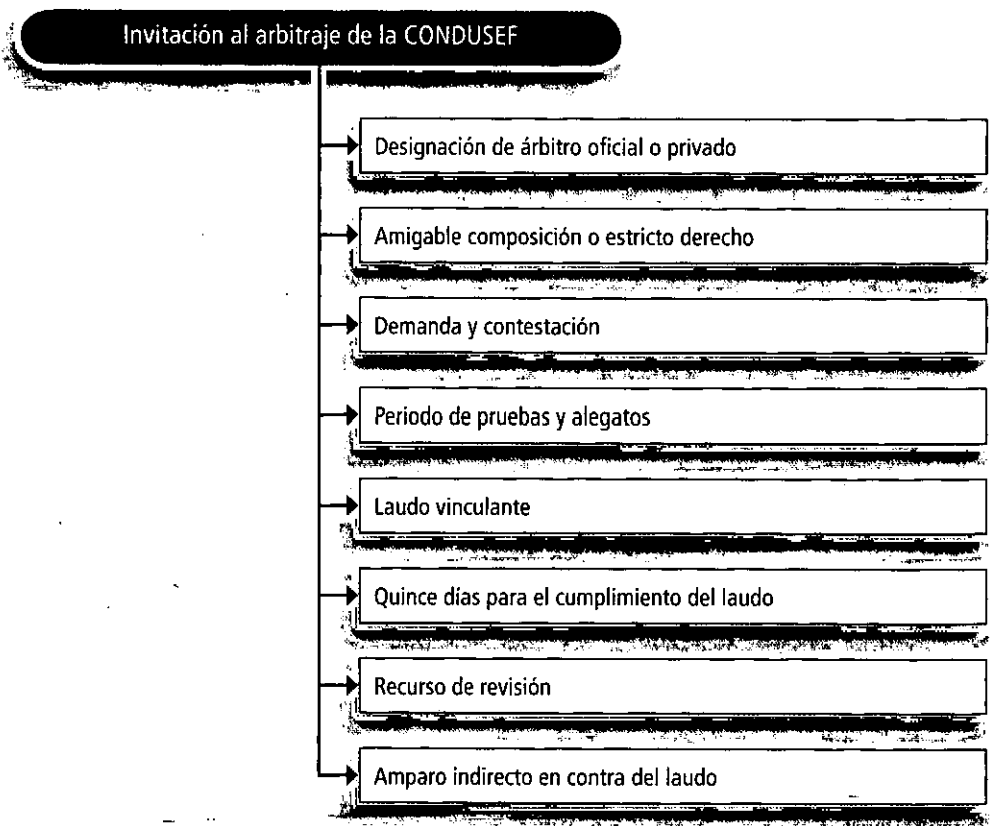 Invitación al arbitraje de la CONDUSEF
Designación de árbitro oficial o privado
Amigable composición o estricto derecho
Demanda y contestación
Periodo de pruebas y alegatos
Laudo vinculante
Quince días para el cumplimiento del laudo
Recurso de revisión
Amparo indirecto en contra del laudo